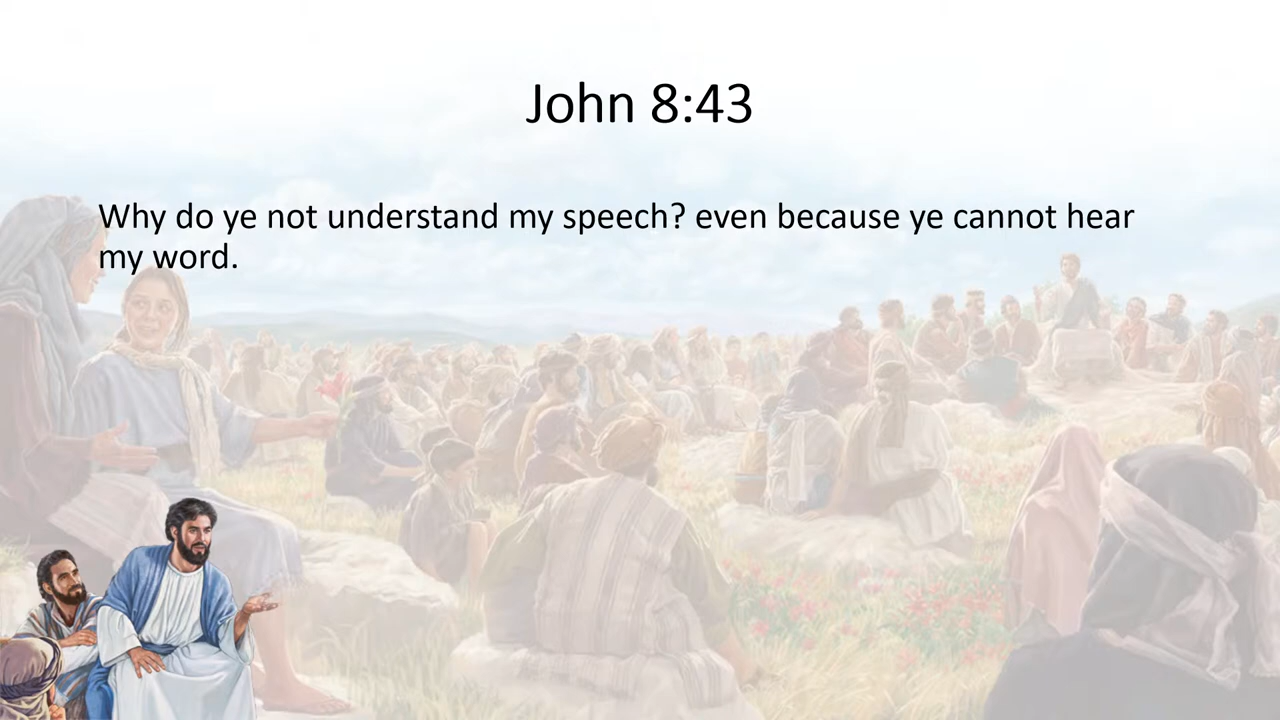 John 8:43
Why do ye not understand my speech? even because ye cannot hear
my word.